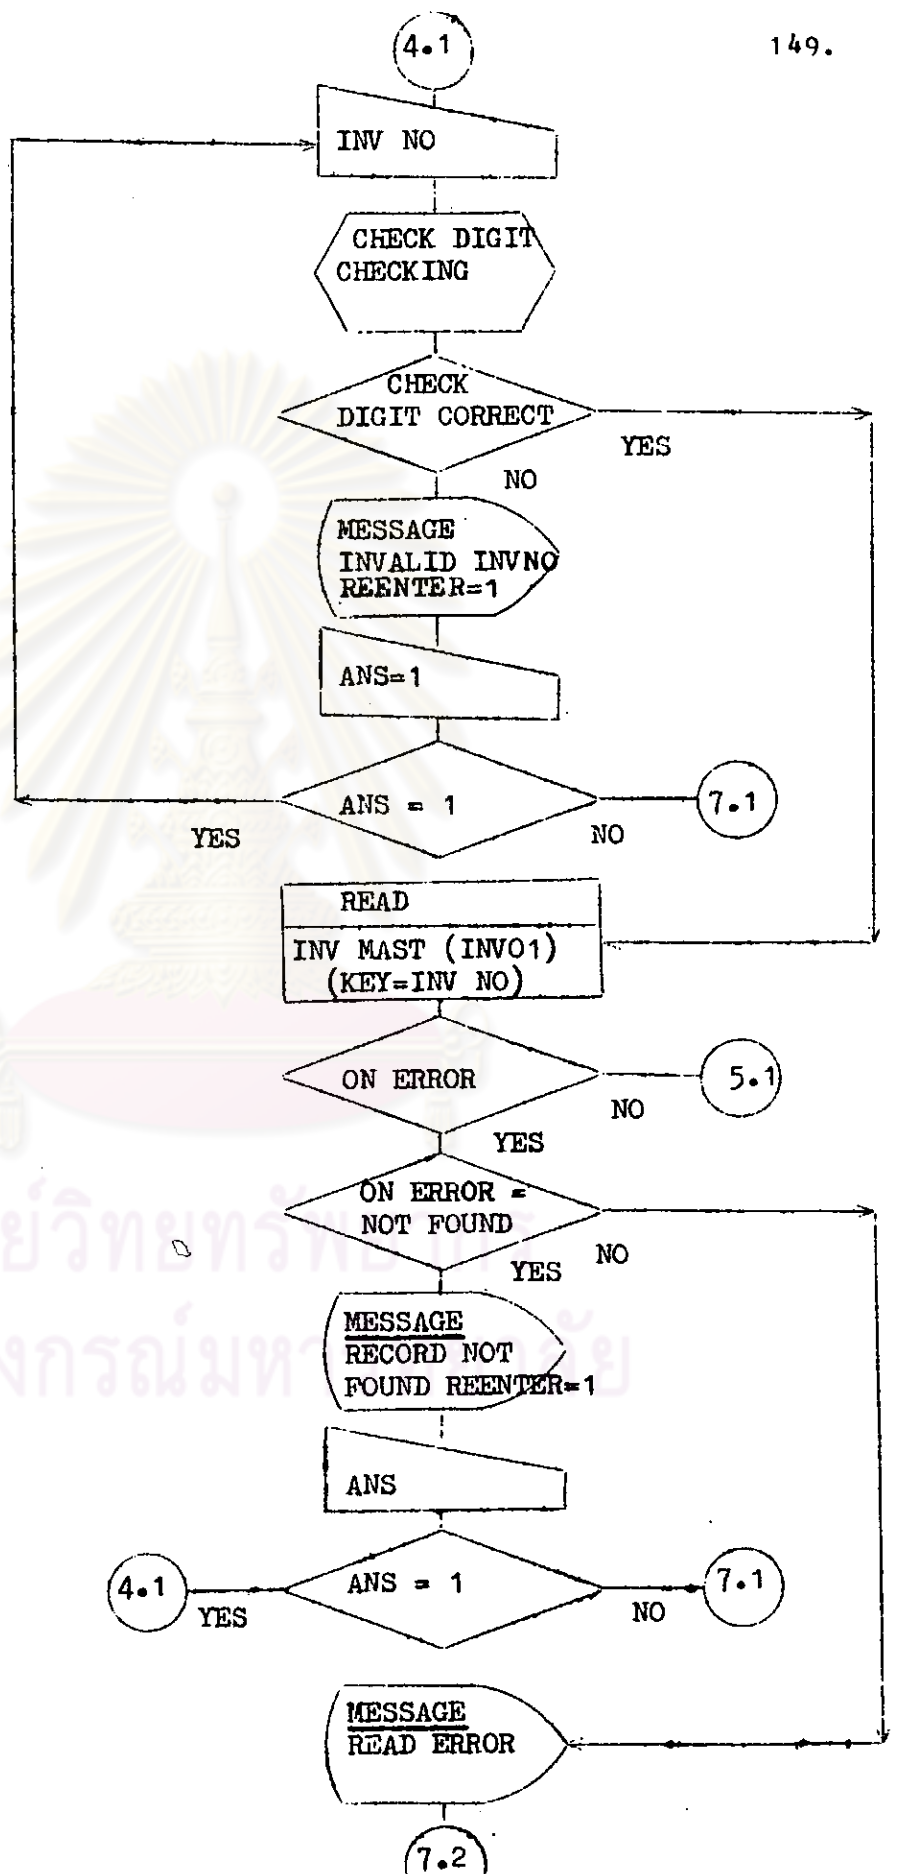 4.1
149.
INV NO
CHECK DIGIT
CHECKING
CHECK
DIGIT CORRECT
YES
NO
MESSAGE
INVALID INVNO
REENTER=1
ANS=1
ANS = 1
7.1
YES
NO
READ
INV MAST (INV01)
(KEY=INV NO)
ON ERROR
5.1
NO
YES
ON ERROR =
NOT FOUND
NO
YES
MESSAGE
RECORD NOT
FOUND REENTER=1
ANS
4.1
ANS = 1
7.1
YES
NO
MESSAGE
READ ERROR
7.2